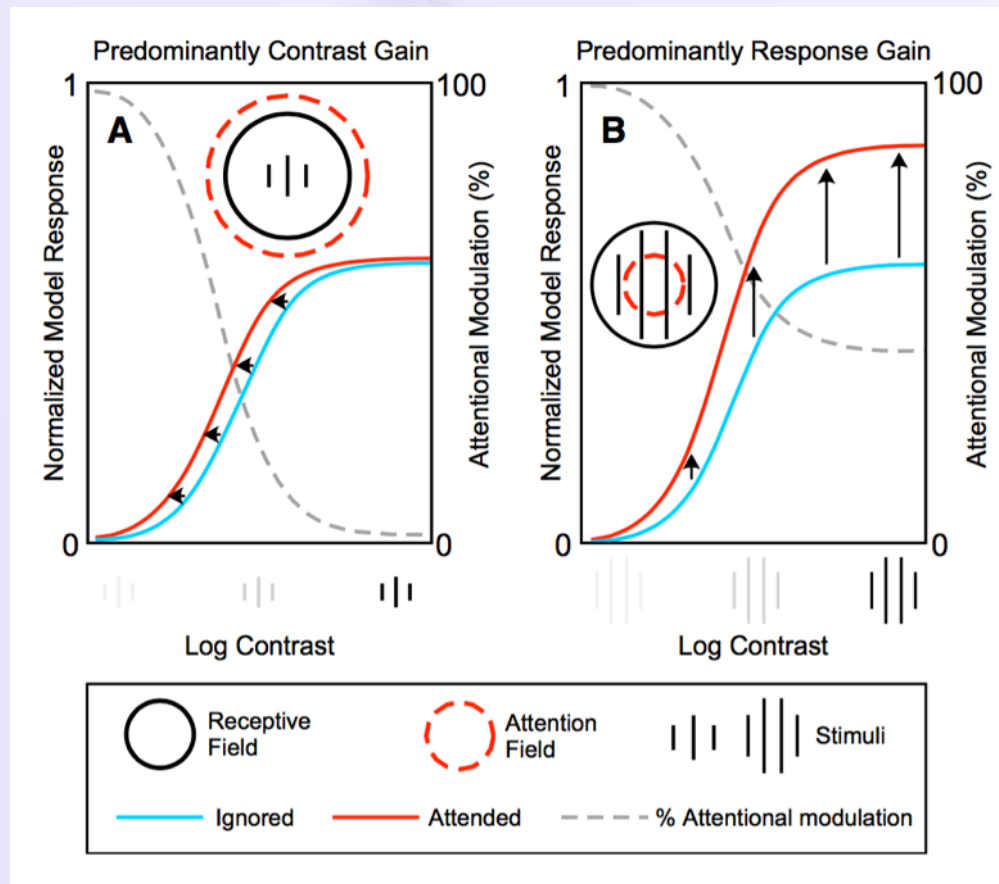 Predominantly Contrast Gain
1
100
A
Normalized Model Response
Attentional Modulation (%)
0
0
Log Contrast
Predominantly Response Gain
1
100
B
Normalized Model Response
Attentional Modulation (%)
0
0
Log Contrast
Receptive
Field
Attention
Field
Stimuli
Ignored
Attended
% Attentional modulation